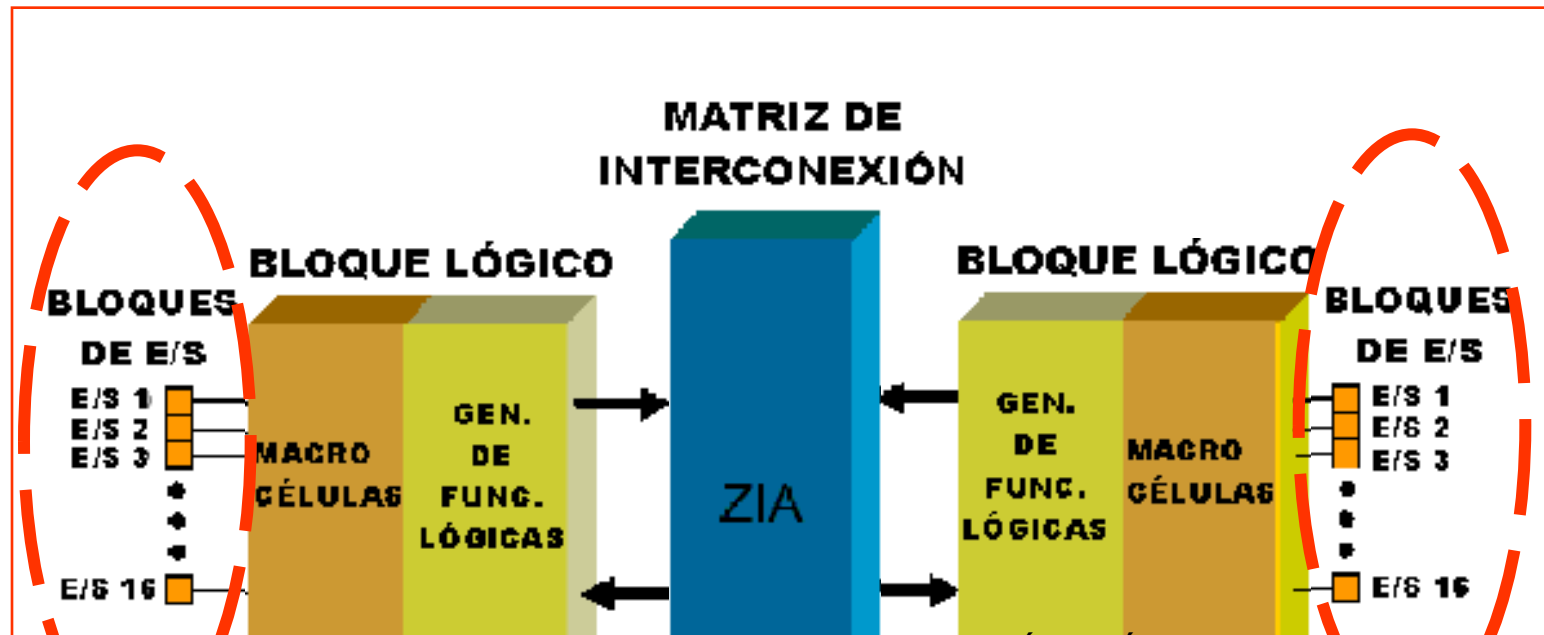 MATRIZ DE
INTERCONEXIÓN
BLOQUE LÓGICO
BLOQUES
DE E/S
E/S 1
E/S 2
E/S 3
E/S 16
MACRO
CÉLULAS
GEN.
DE
FUNC.
LÓGICAS
ZIA
BLOQUE LÓGICO
GEN.
DE
FUNC.
LÓGICAS
MACRO
CÉLULAS
BLOQUES
DE E/S
E/S 1
E/S 2
E/S 3
E/S 16